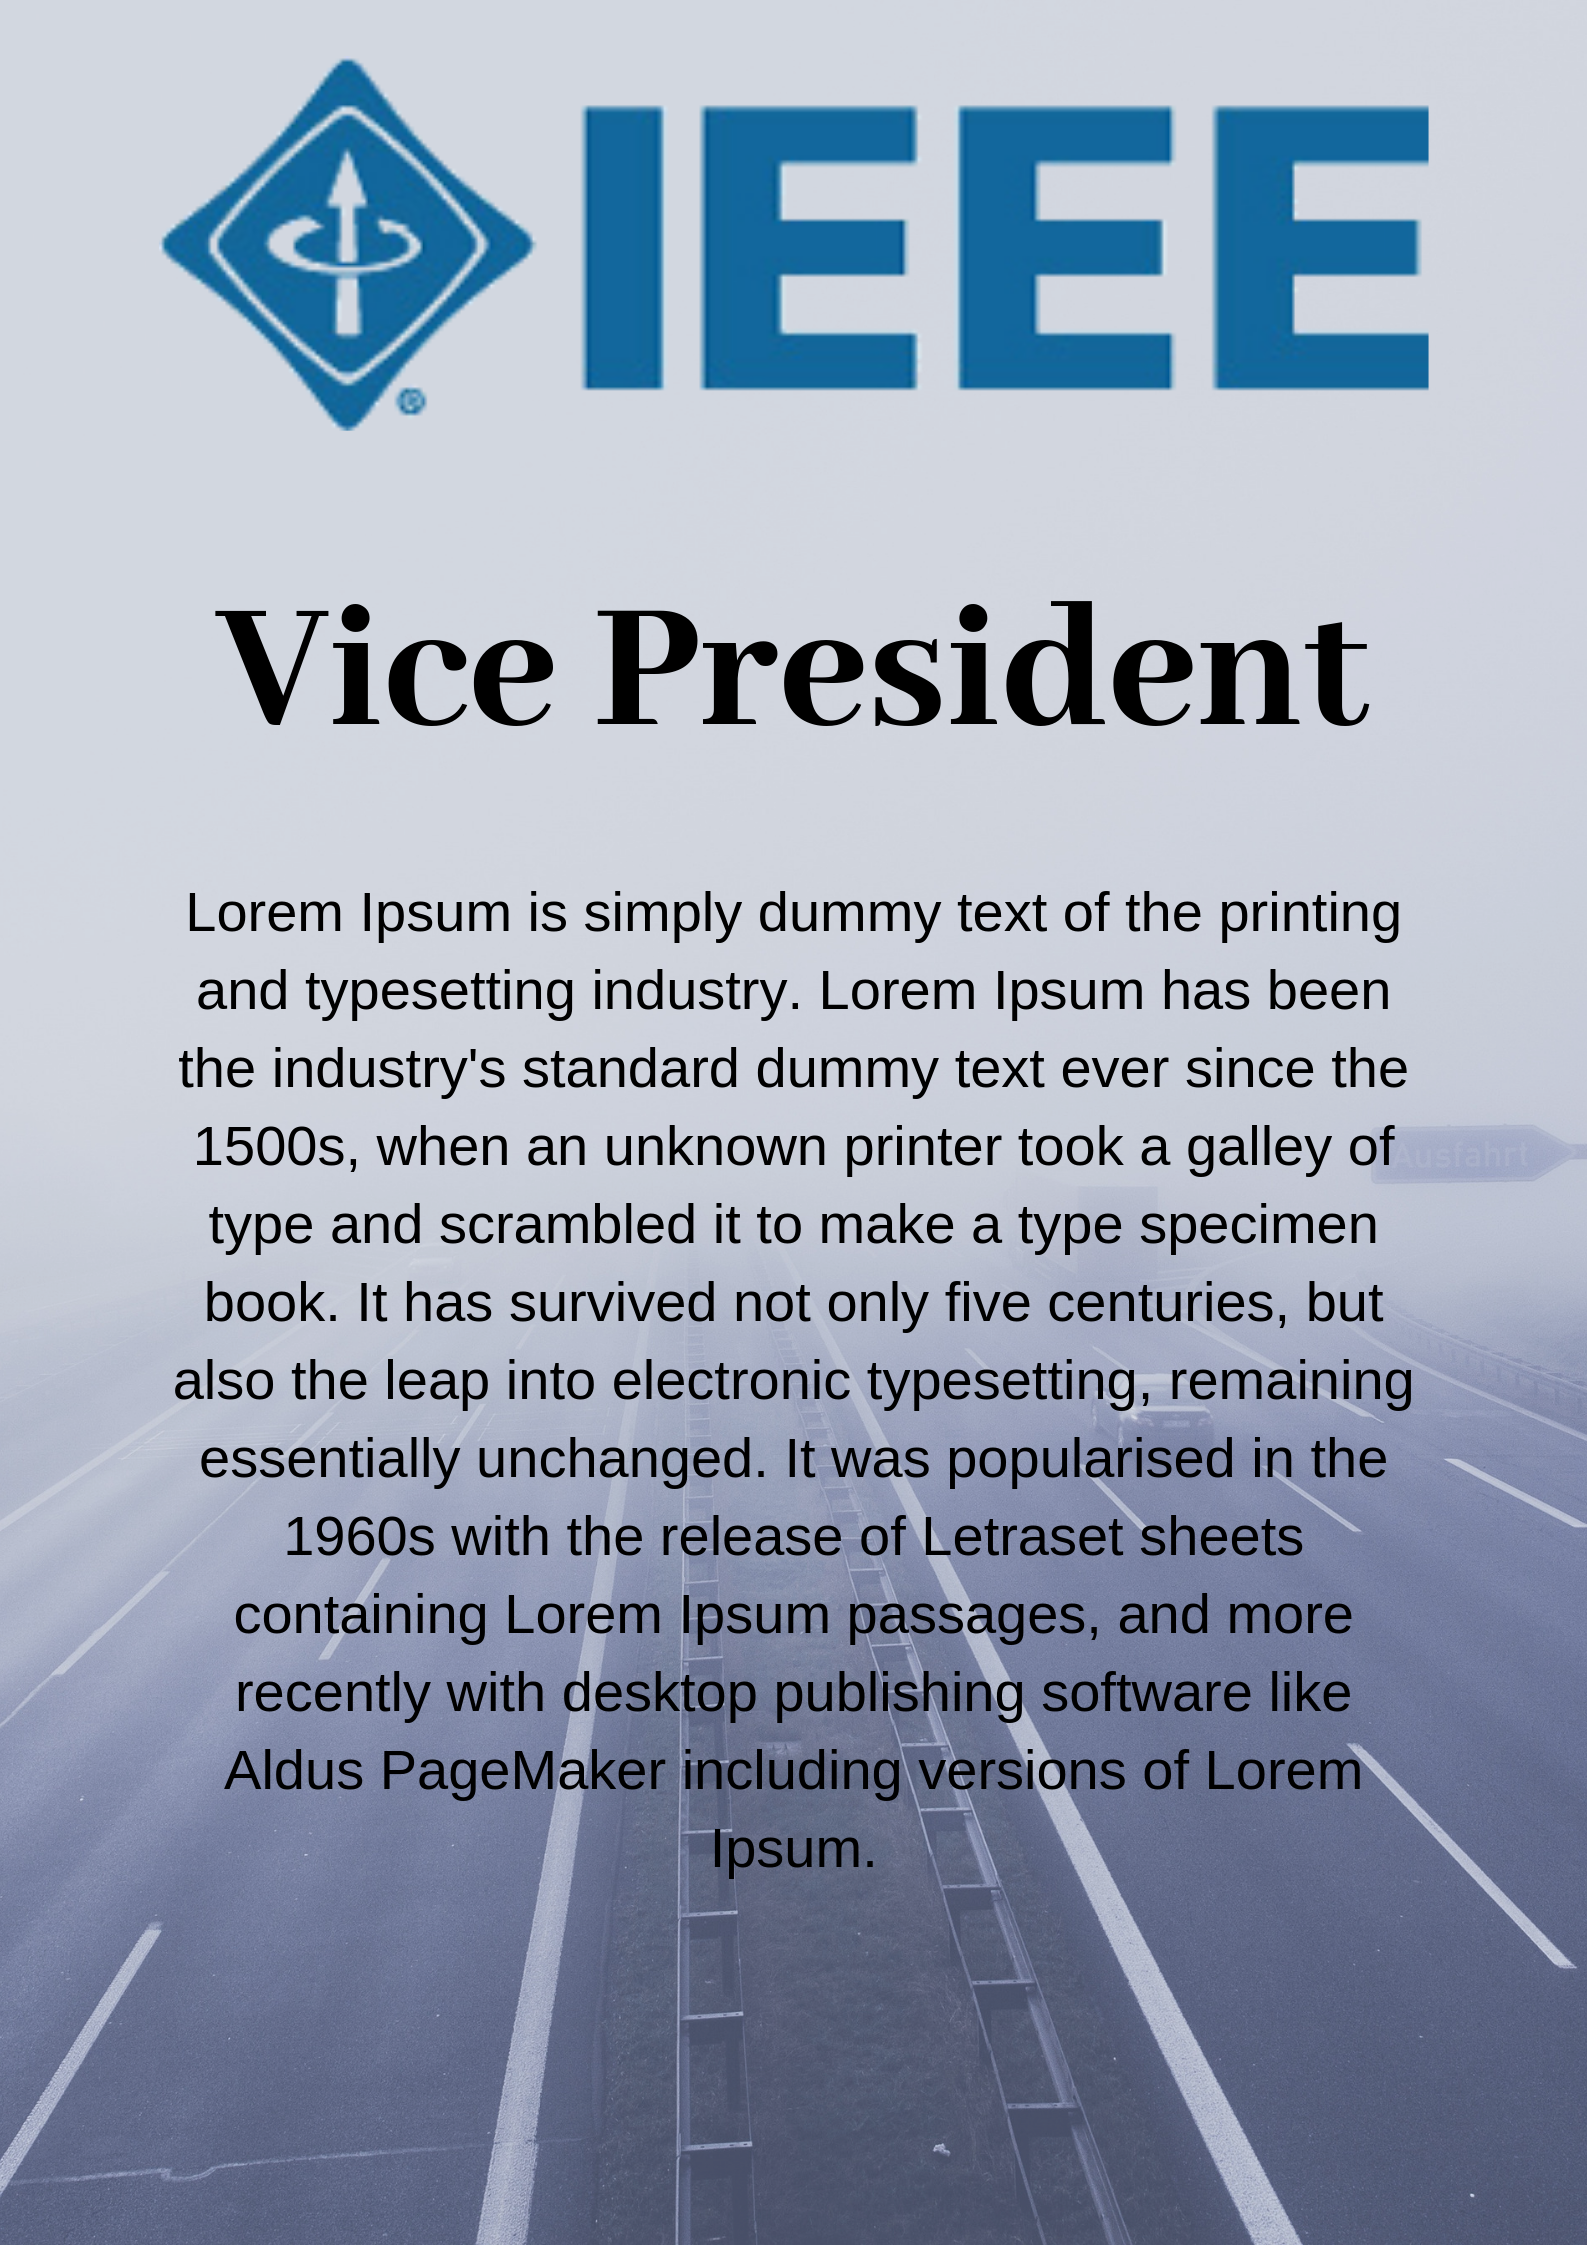 IEEE
®
Vice President
Lorem Ipsum is simply dummy text of the printing
and typesetting industry. Lorem Ipsum has been
the industry's standard dummy text ever since the
1500s, when an unknown printer took a galley of
Ausfahrt
type and scrambled it to make a type specimen
book. It has survived not only five centuries, but
also the leap into electronic typesetting, remaining
essentially unchanged. It was popularised in the
1960s with the release of Letraset sheets
containing Lorem Ipsum passages, and more
recently with desktop publishing software like
Aldus PageMaker including versions of Lorem
Ipsum.